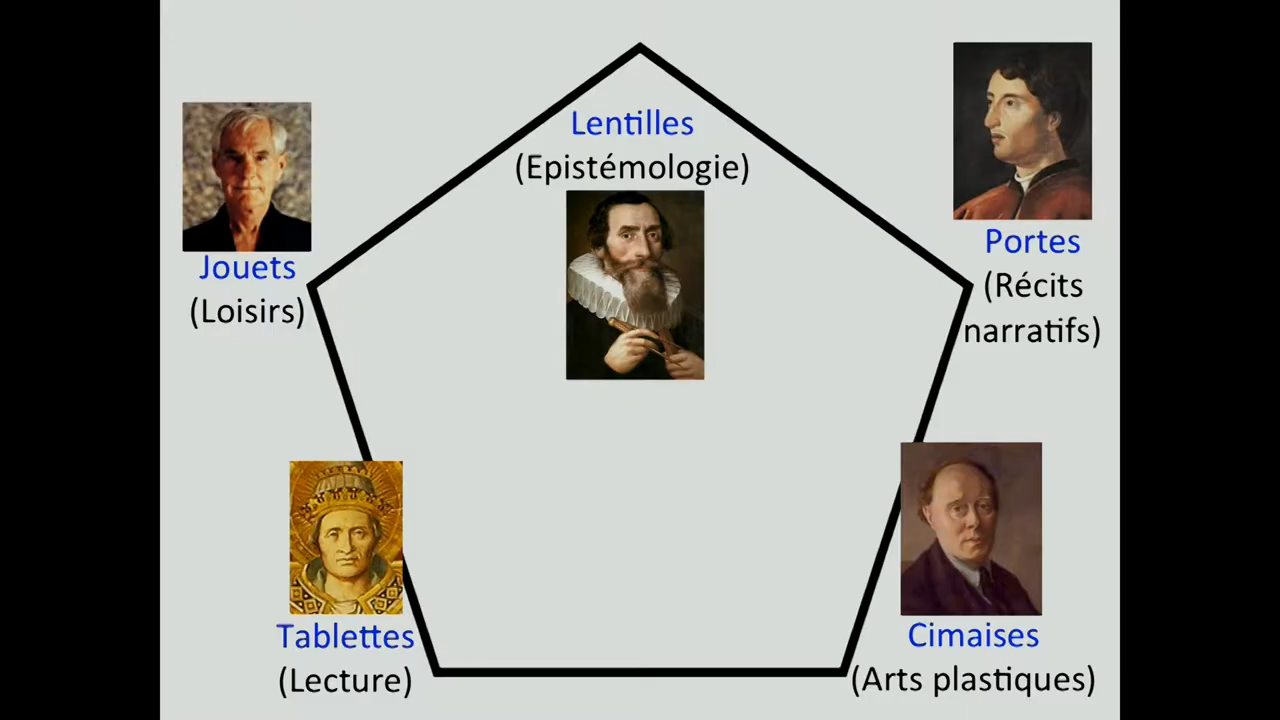 Lentilles
(Epistémologie)
Jouets
(Loisirs)
Portes
(Récits
narratifs)
Tablettes
(Lecture)
Cimaises
(Arts plastiques)